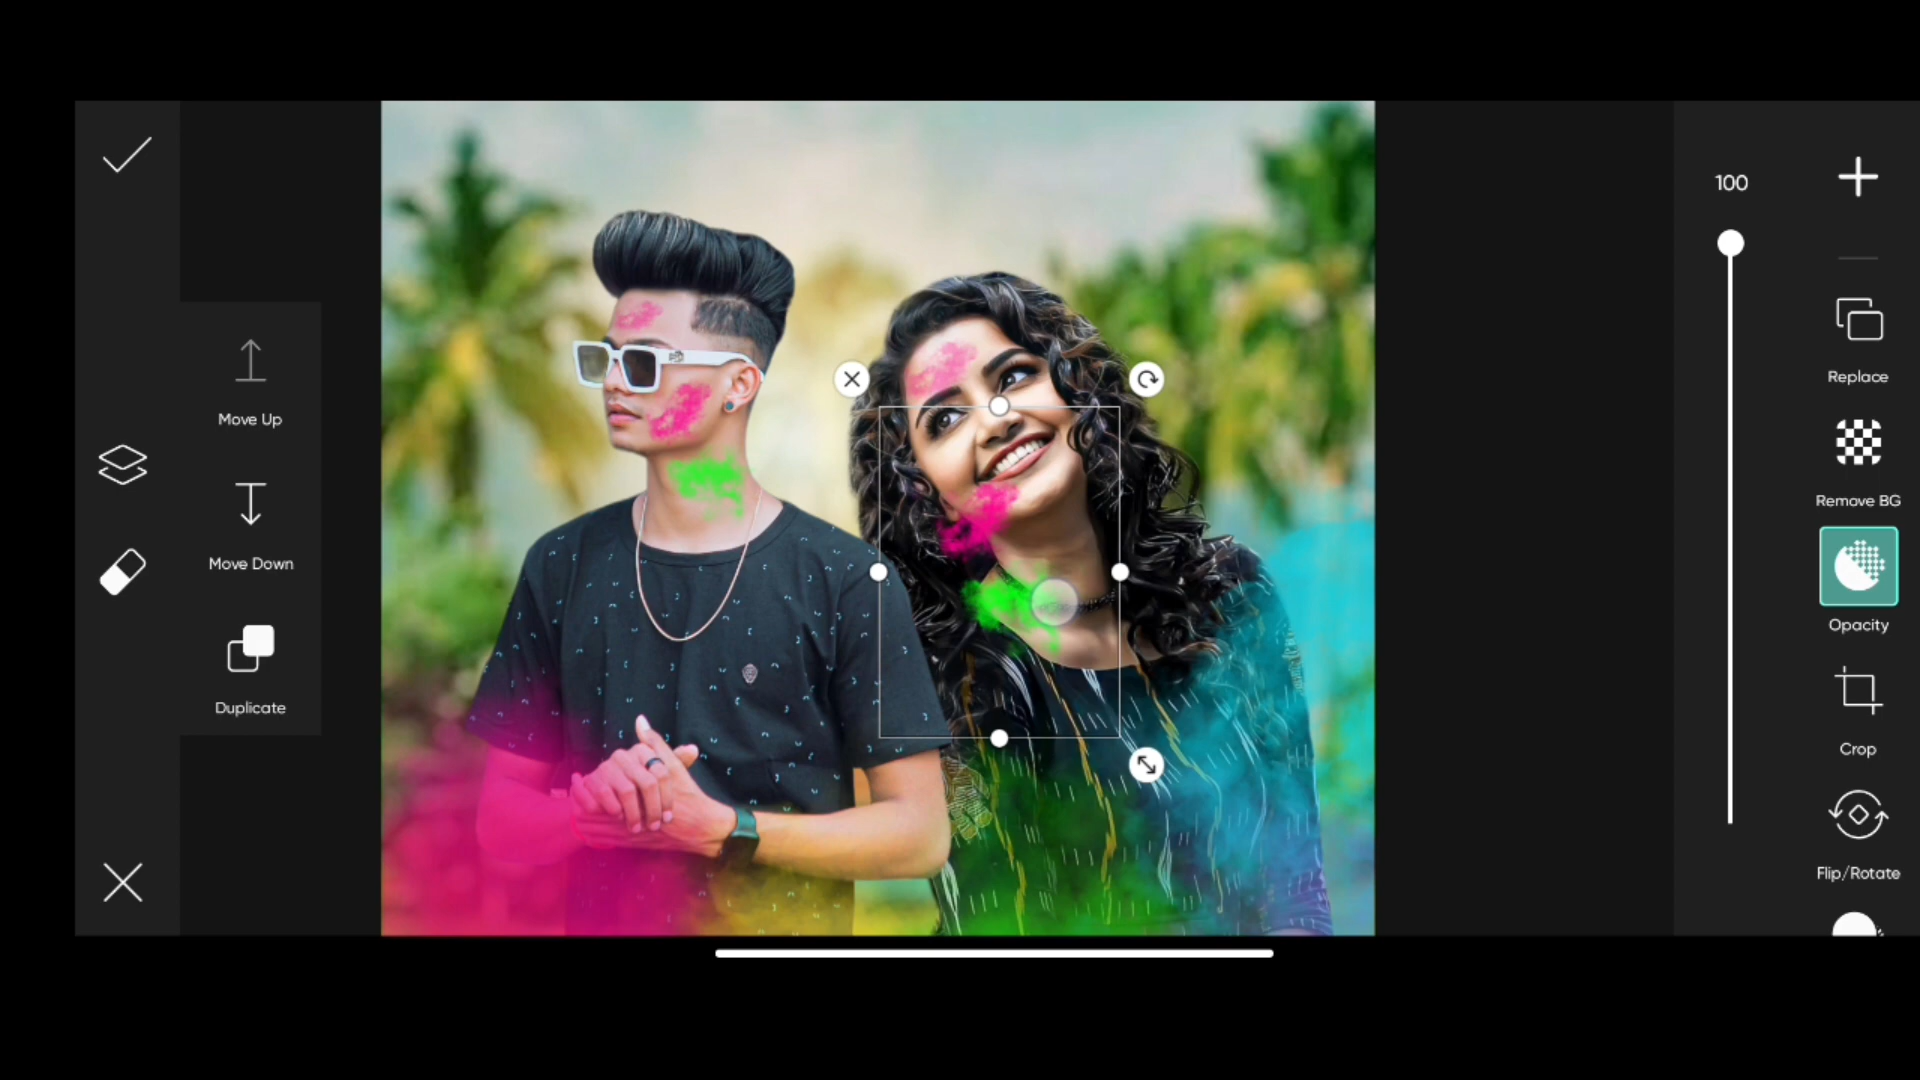 Move Up
Move Down
Duplicate
100
Replace
Remove BG
Opacity
Crop
Flip/Rotate